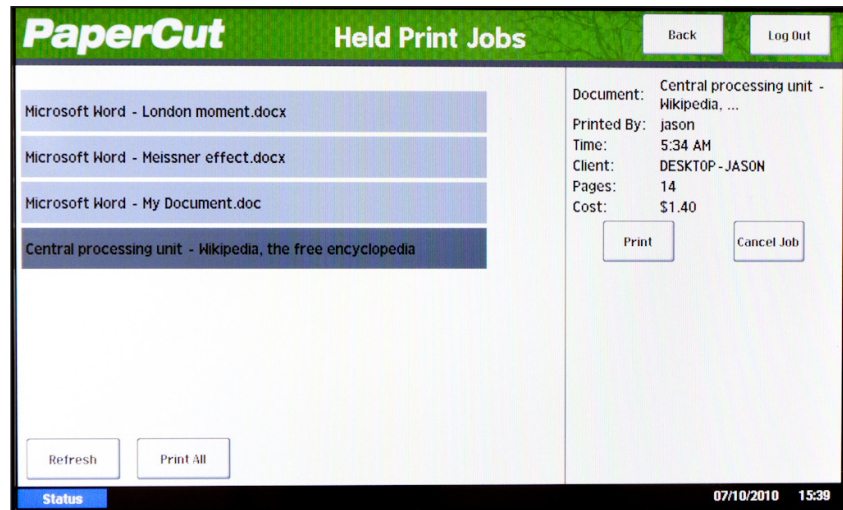 PaperCut
Held Print Jobs
Back
Log Out
Microsoft Word - London moment.docx
Microsoft Word - Meissner effect.docx
Microsoft Word - My Document.doc
Central processing unit - Wikipedia, the free encyclopedia
Document: Central processing unit -
Wikipedia, ...
Printed By: jason
Time: 5:34 AM
Client: DESKTOP-JASON
Pages: 14
Cost: $1.40
Print
Cancel Job
Refresh
Print All
Status
07/10/2010 15:39